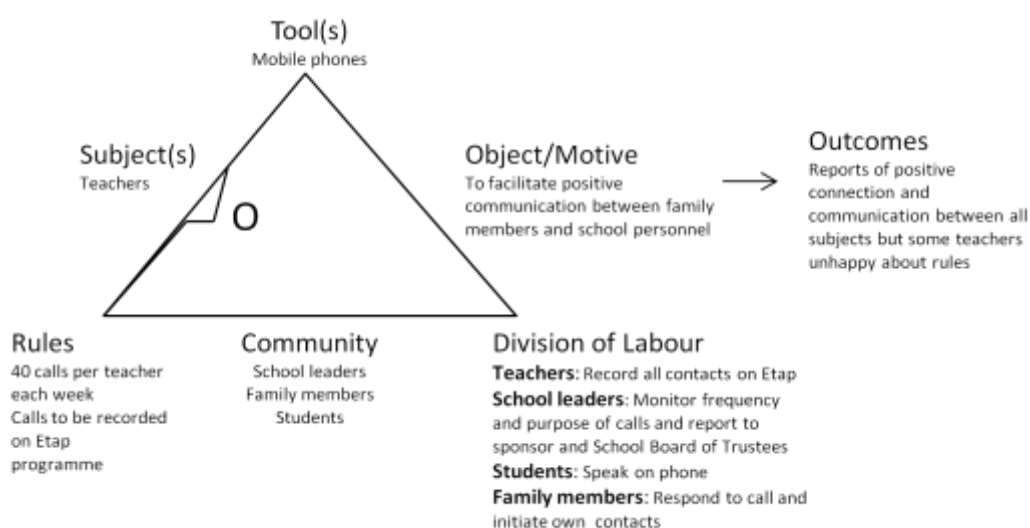 Tool(s)
Mobile phones
Subject(s)
Teachers
O
Object/Motive
To facilitate positive
communication between family
members and school personnel
Outcomes
Reports of positive
connection and
communication between all
subjects but some teachers
unhappy about rules
Rules
40 calls per teacher
each week
Calls to be recorded
on Etap
programme
Community
School leaders
Family members
Students
Division of Labour
Teachers: Record all contacts on Etap
School leaders: Monitor frequency
and purpose of calls and report to
sponsor and School Board of Trustees
Students: Speak on phone
Family members: Respond to call and
initiate own contacts